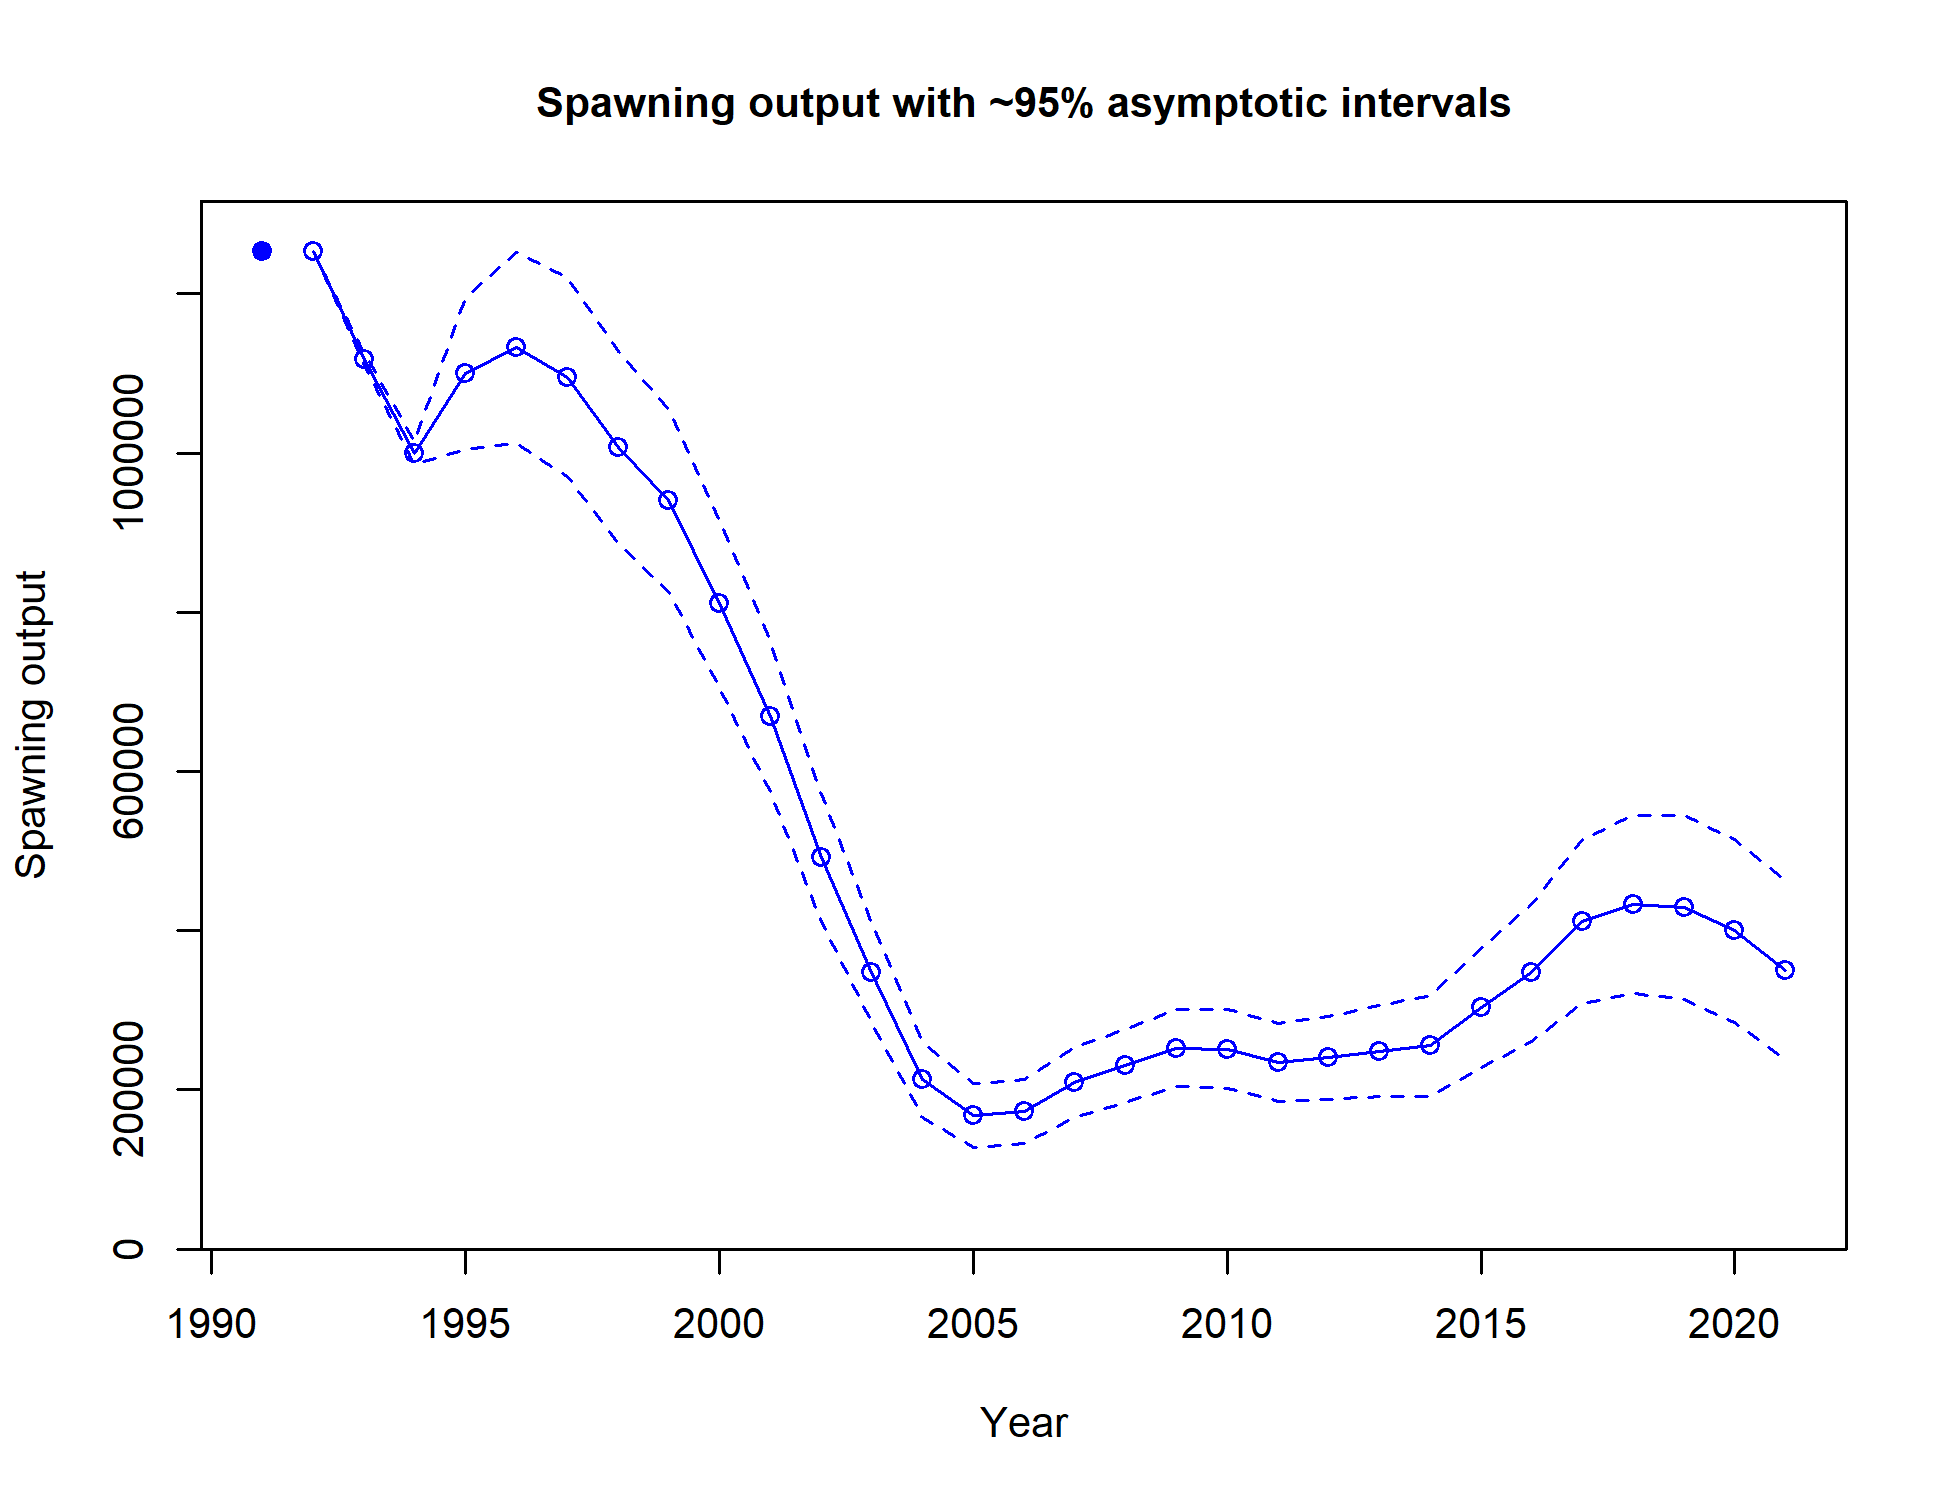 Spawning output with ~95% asymptotic intervals
Spawning output
1000000
600000
200000
0
1990 1995 2000 2005 2010 2015 2020
Year